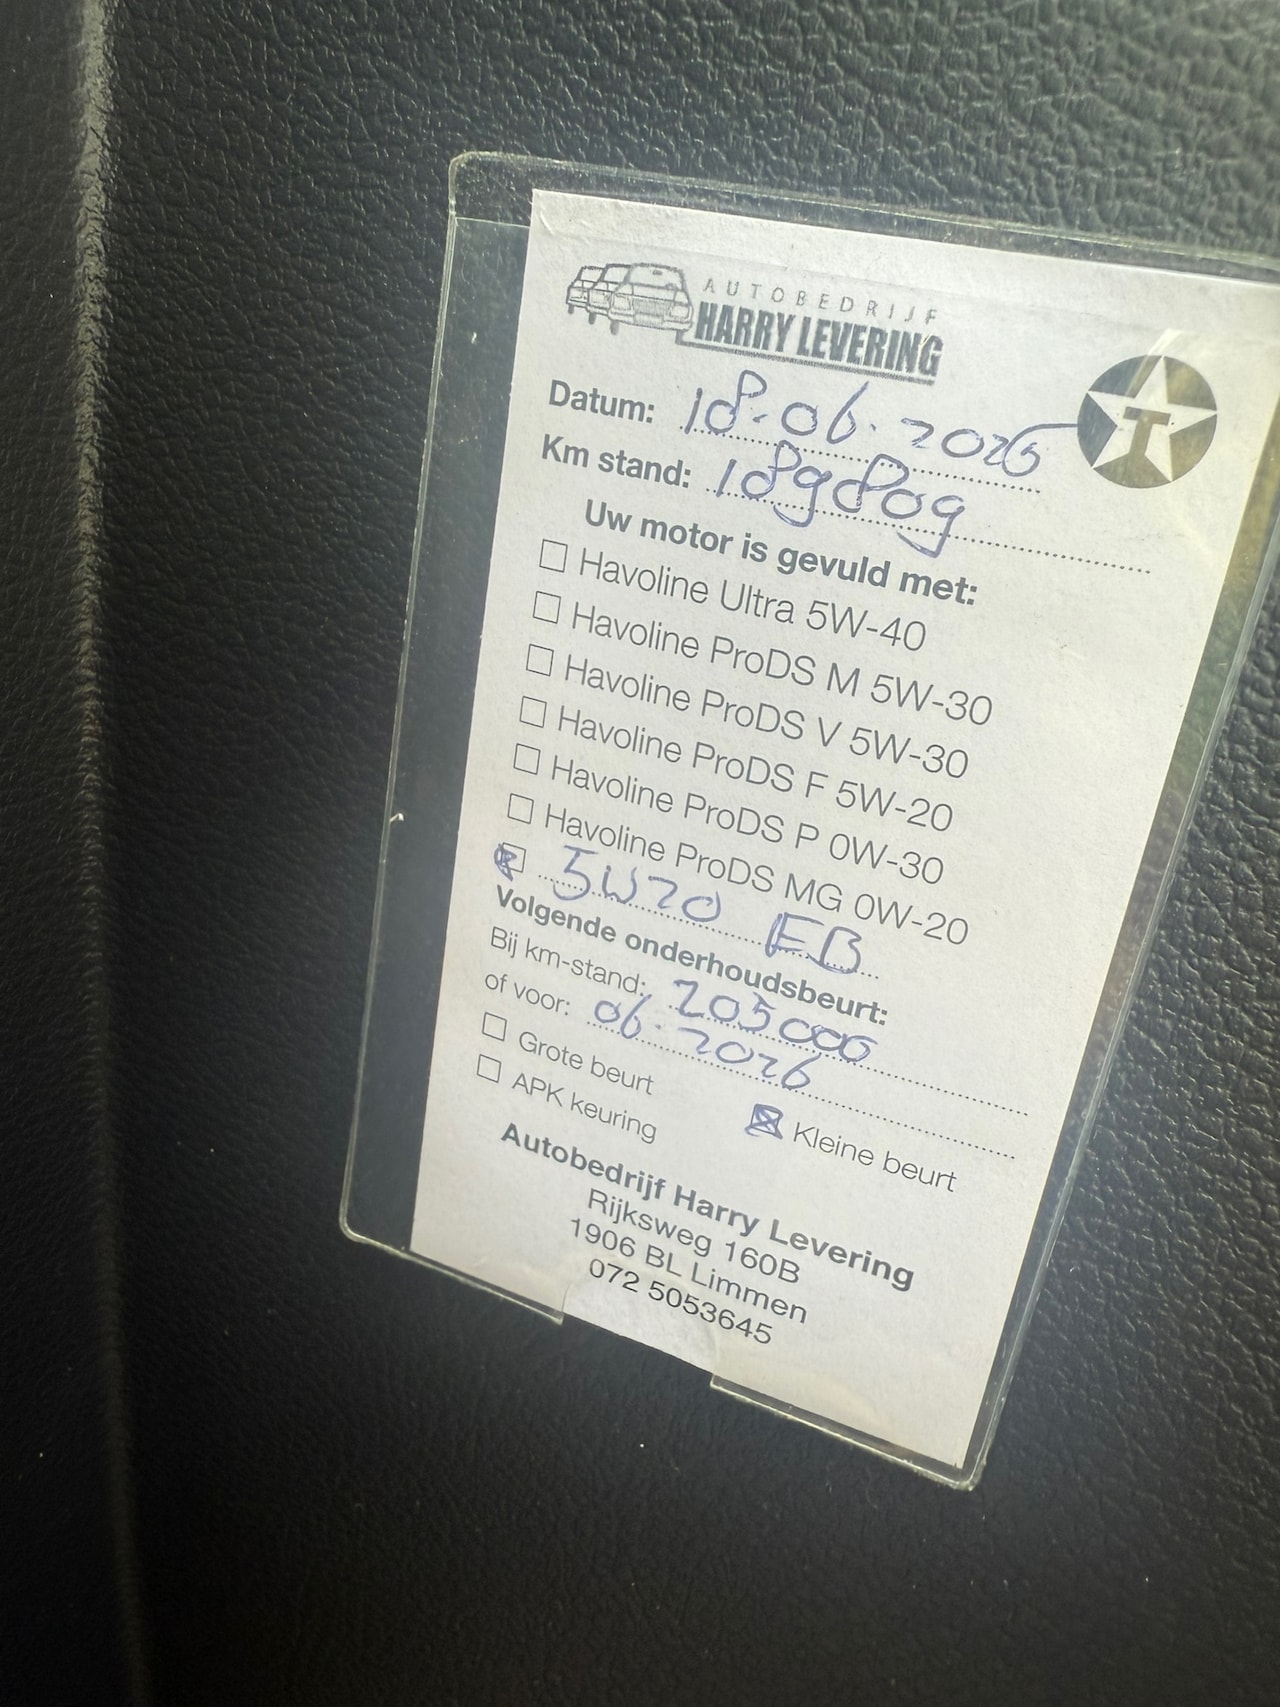 AUTOBEDRIJF
HARRY LEVERING
T
Datum: 18-06-2025
Km stand: 189809
Uw motor is gevuld met:
☐ Havoline Ultra 5W-40
☐ Havoline ProDS M 5W-30
☐ Havoline ProDS V 5W-30
☐ Havoline ProDS F 5W-20
☐ Havoline ProDS P 0W-30
☐ Havoline ProDS MG 0W-20
☒ 5W20 EB
Volgende onderhoudsbeurt:
Bij km-stand: 205000
of voor: 06-2026
☐ Grote beurt ☒ Kleine beurt
☐ APK keuring
Autobedrijf Harry Levering
Rijksweg 160B
1906 BL Limmen
072 5053645